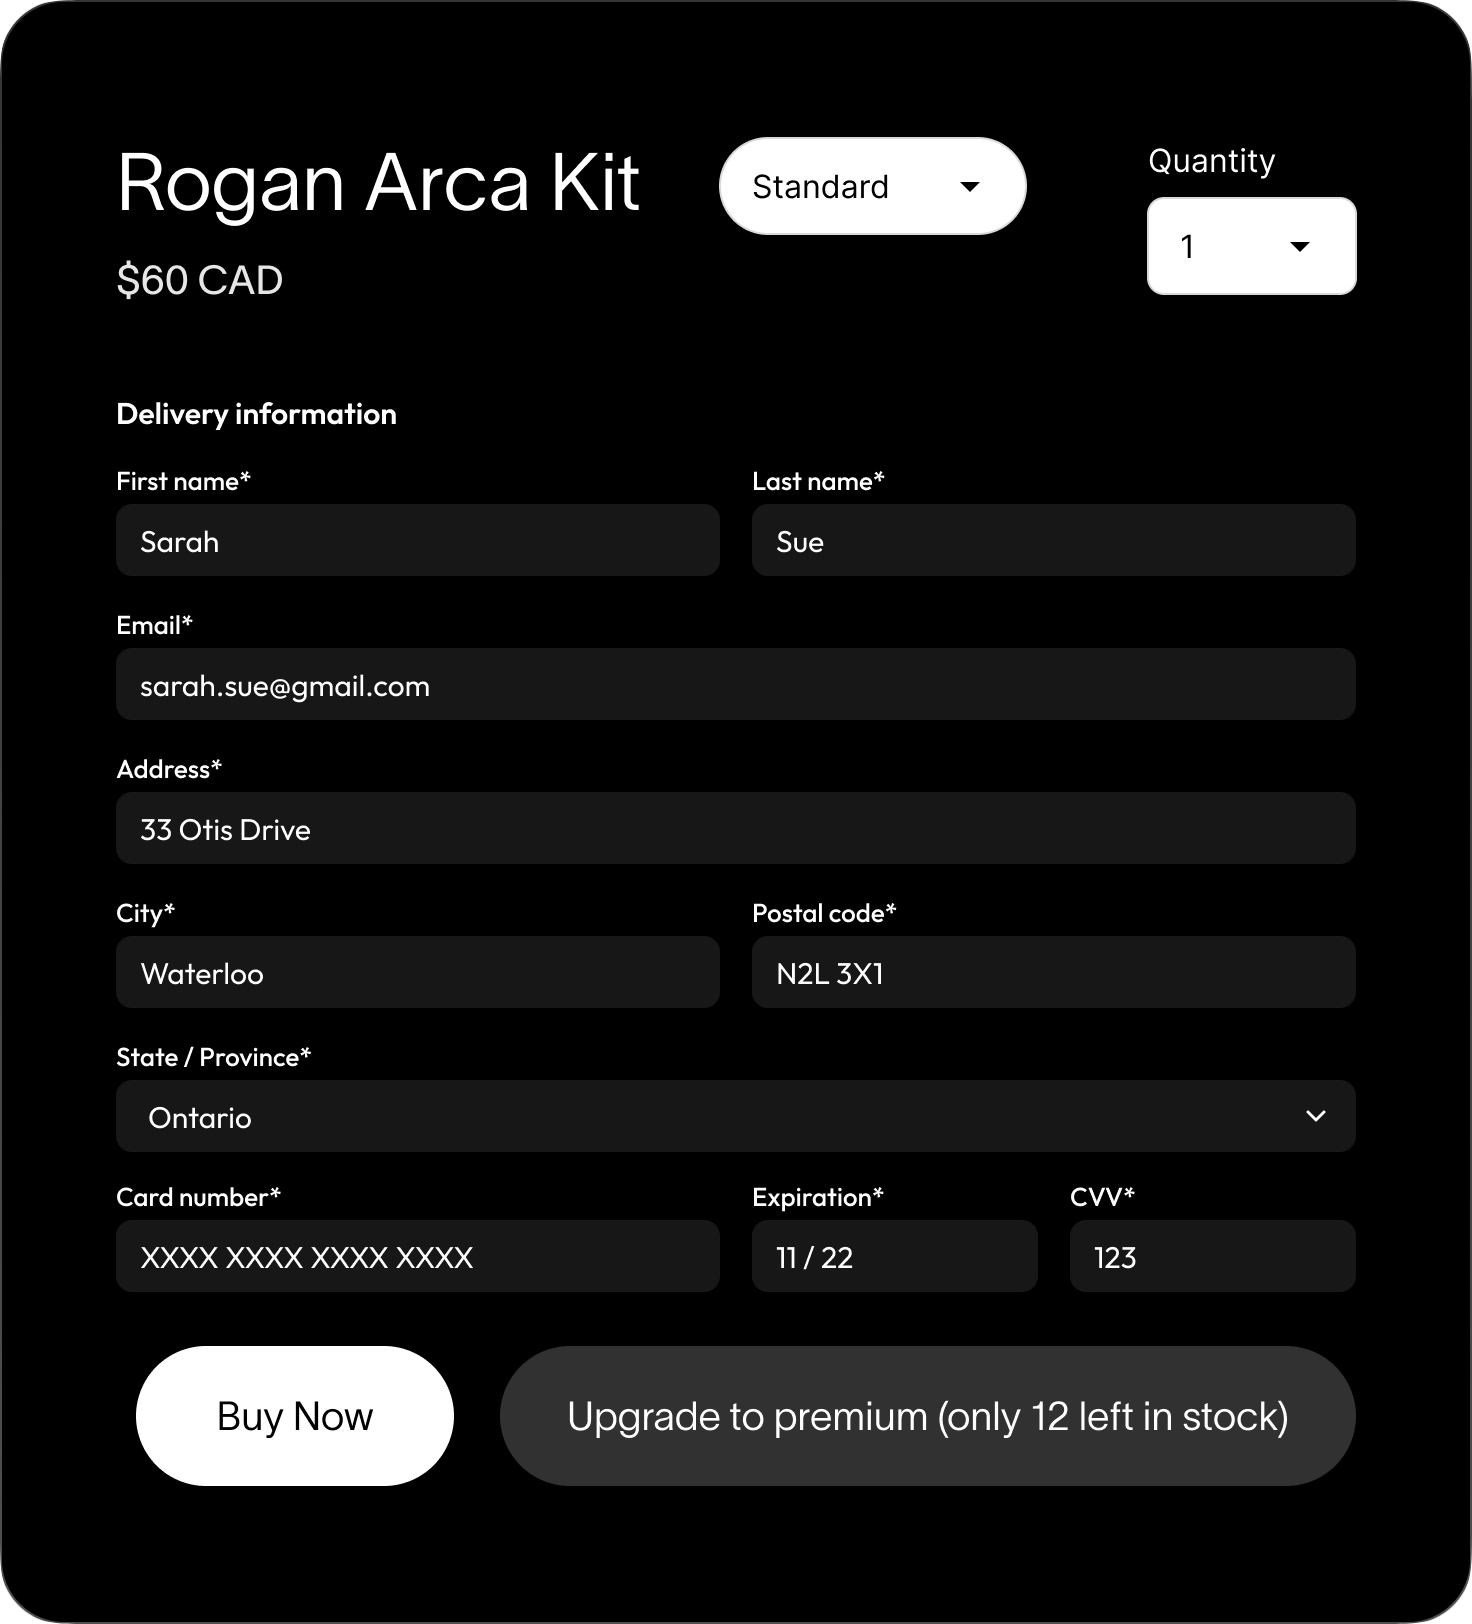 Rogan Arca Kit
Standard
Quantity
1
$60 CAD
Delivery information
First name*
Last name*
Sarah
Sue
Email*
sarah.sue@gmail.com
Address*
33 Otis Drive
City*
Postal code*
Waterloo
N2L 3X1
State / Province*
Ontario
Card number*
Expiration*
CVV*
XXXX XXXX XXXX XXXX
11 / 22
123
Buy Now
Upgrade to premium (only 12 left in stock)